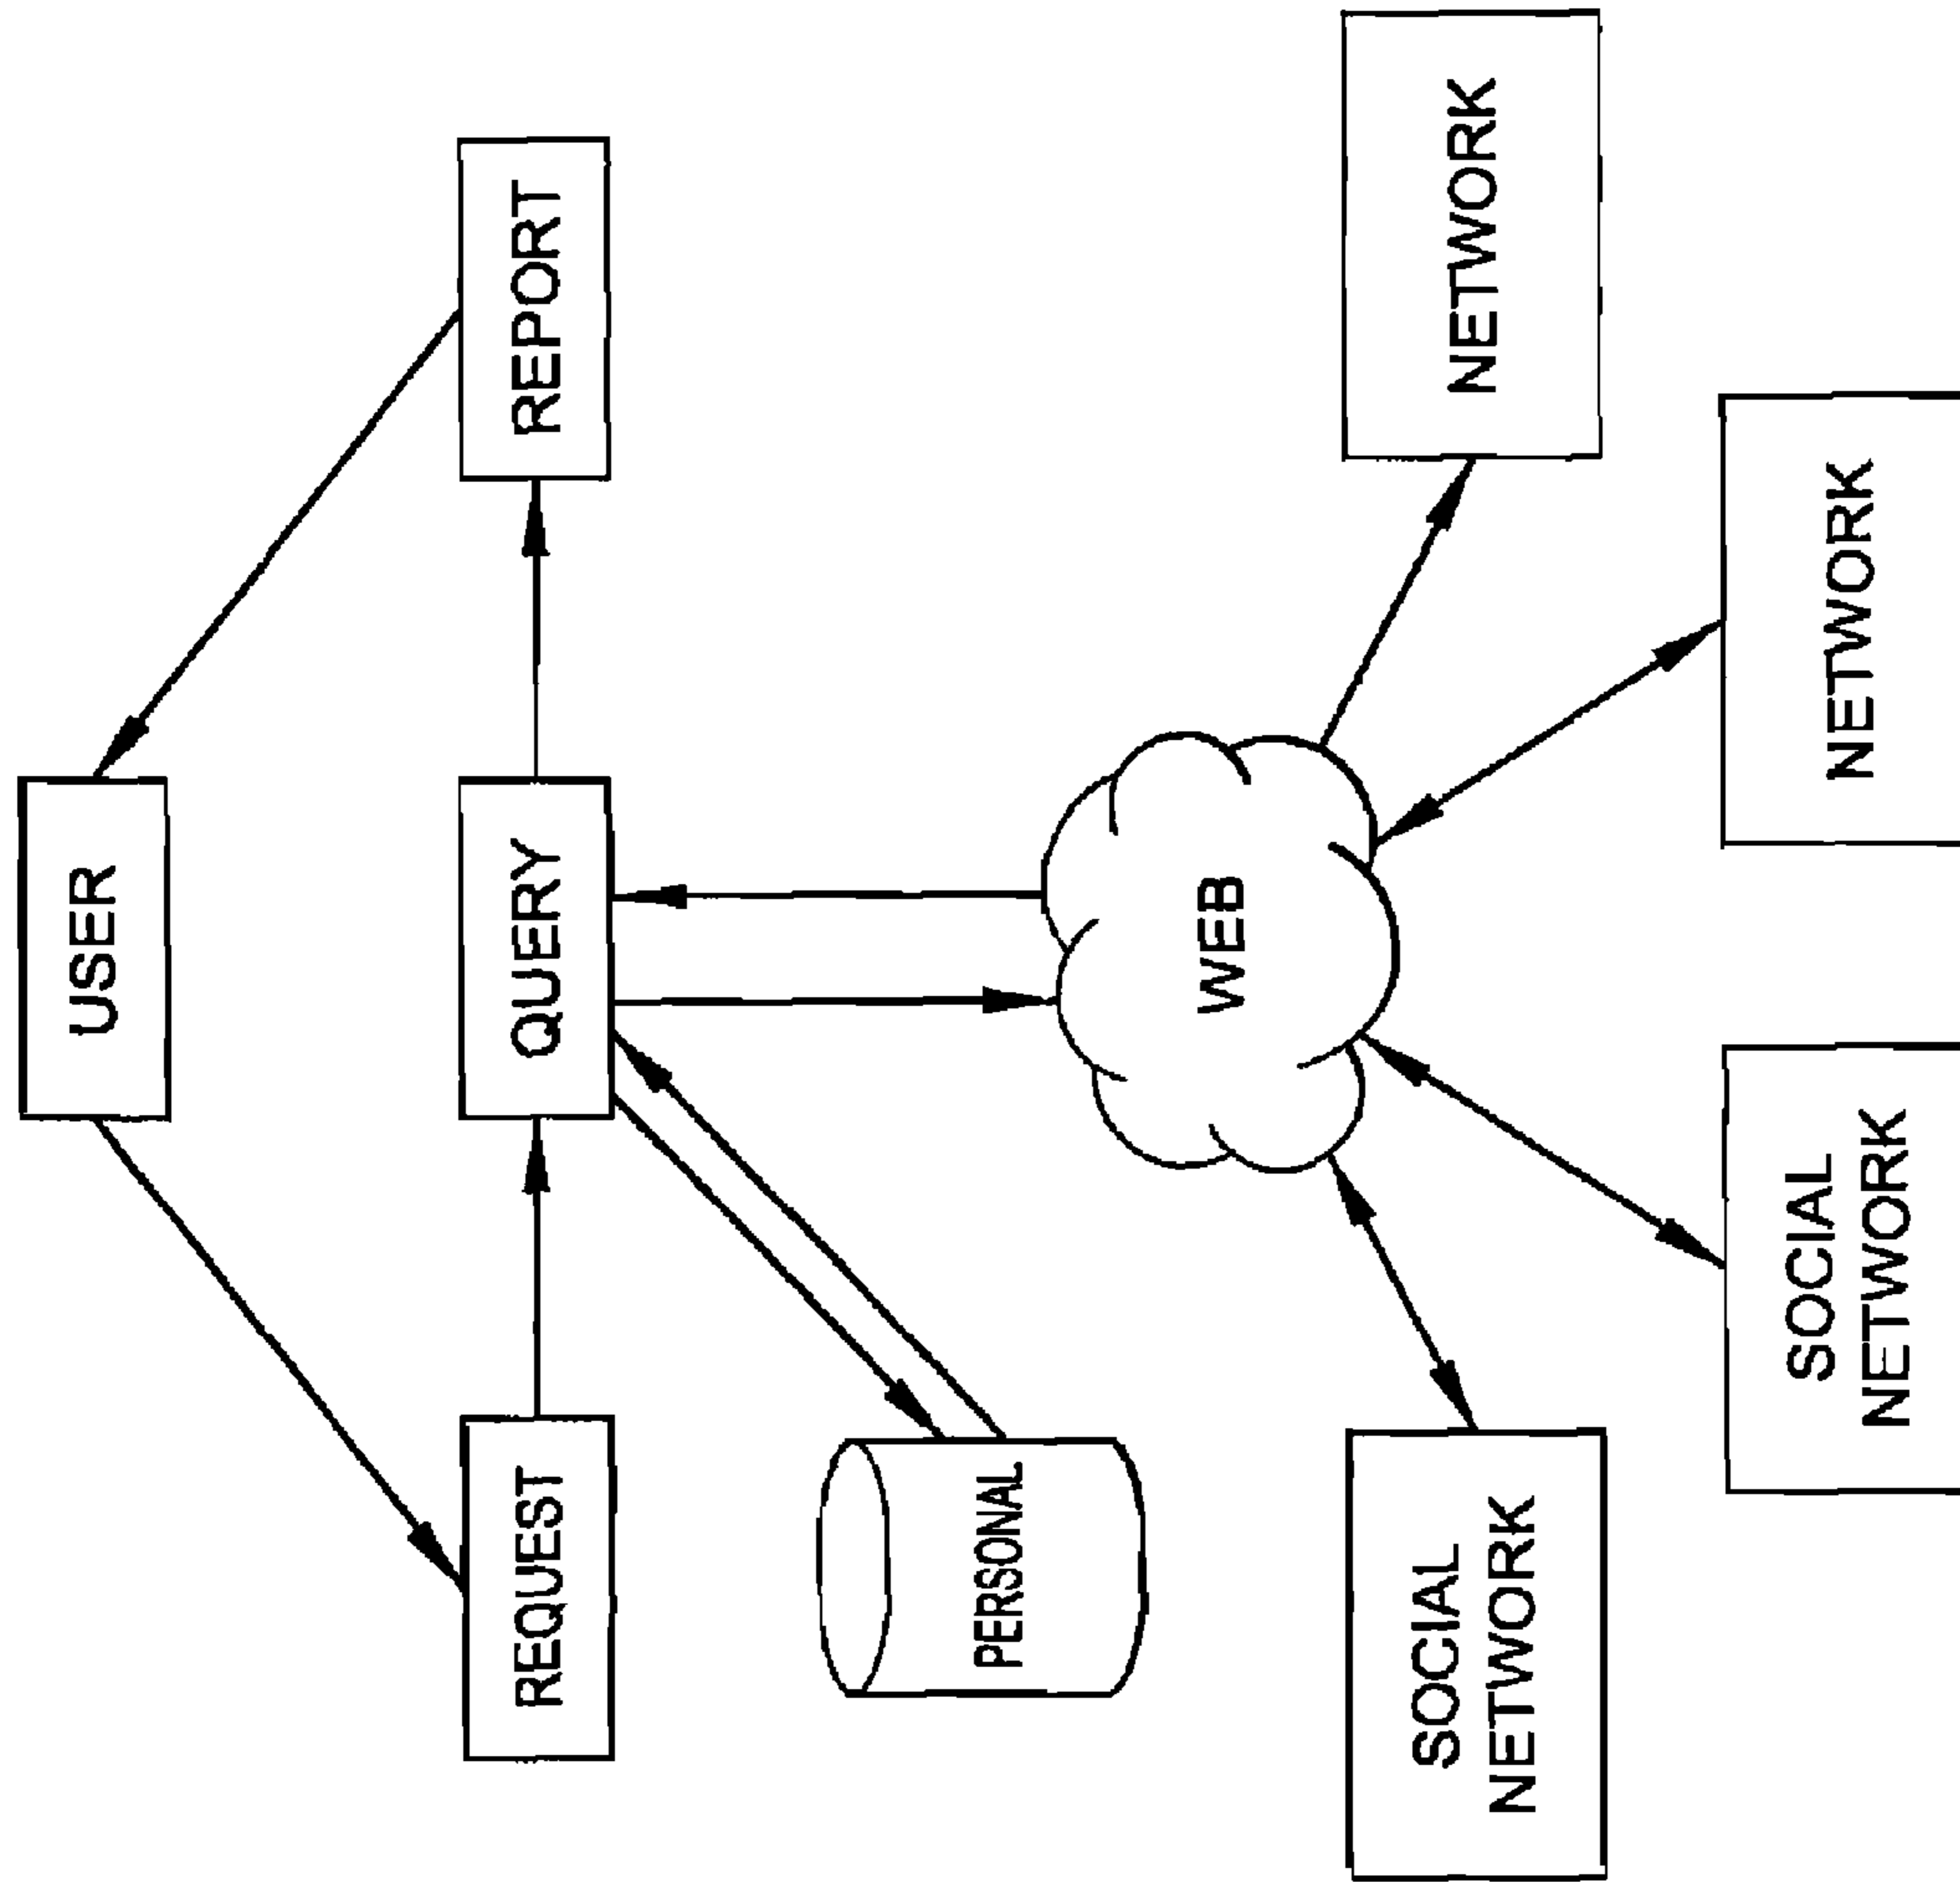 USER
REQUEST
QUERY
REPORT
PERSONAL
WEB
SOCIAL
NETWORK
SOCIAL
NETWORK
NETWORK
NETWORK